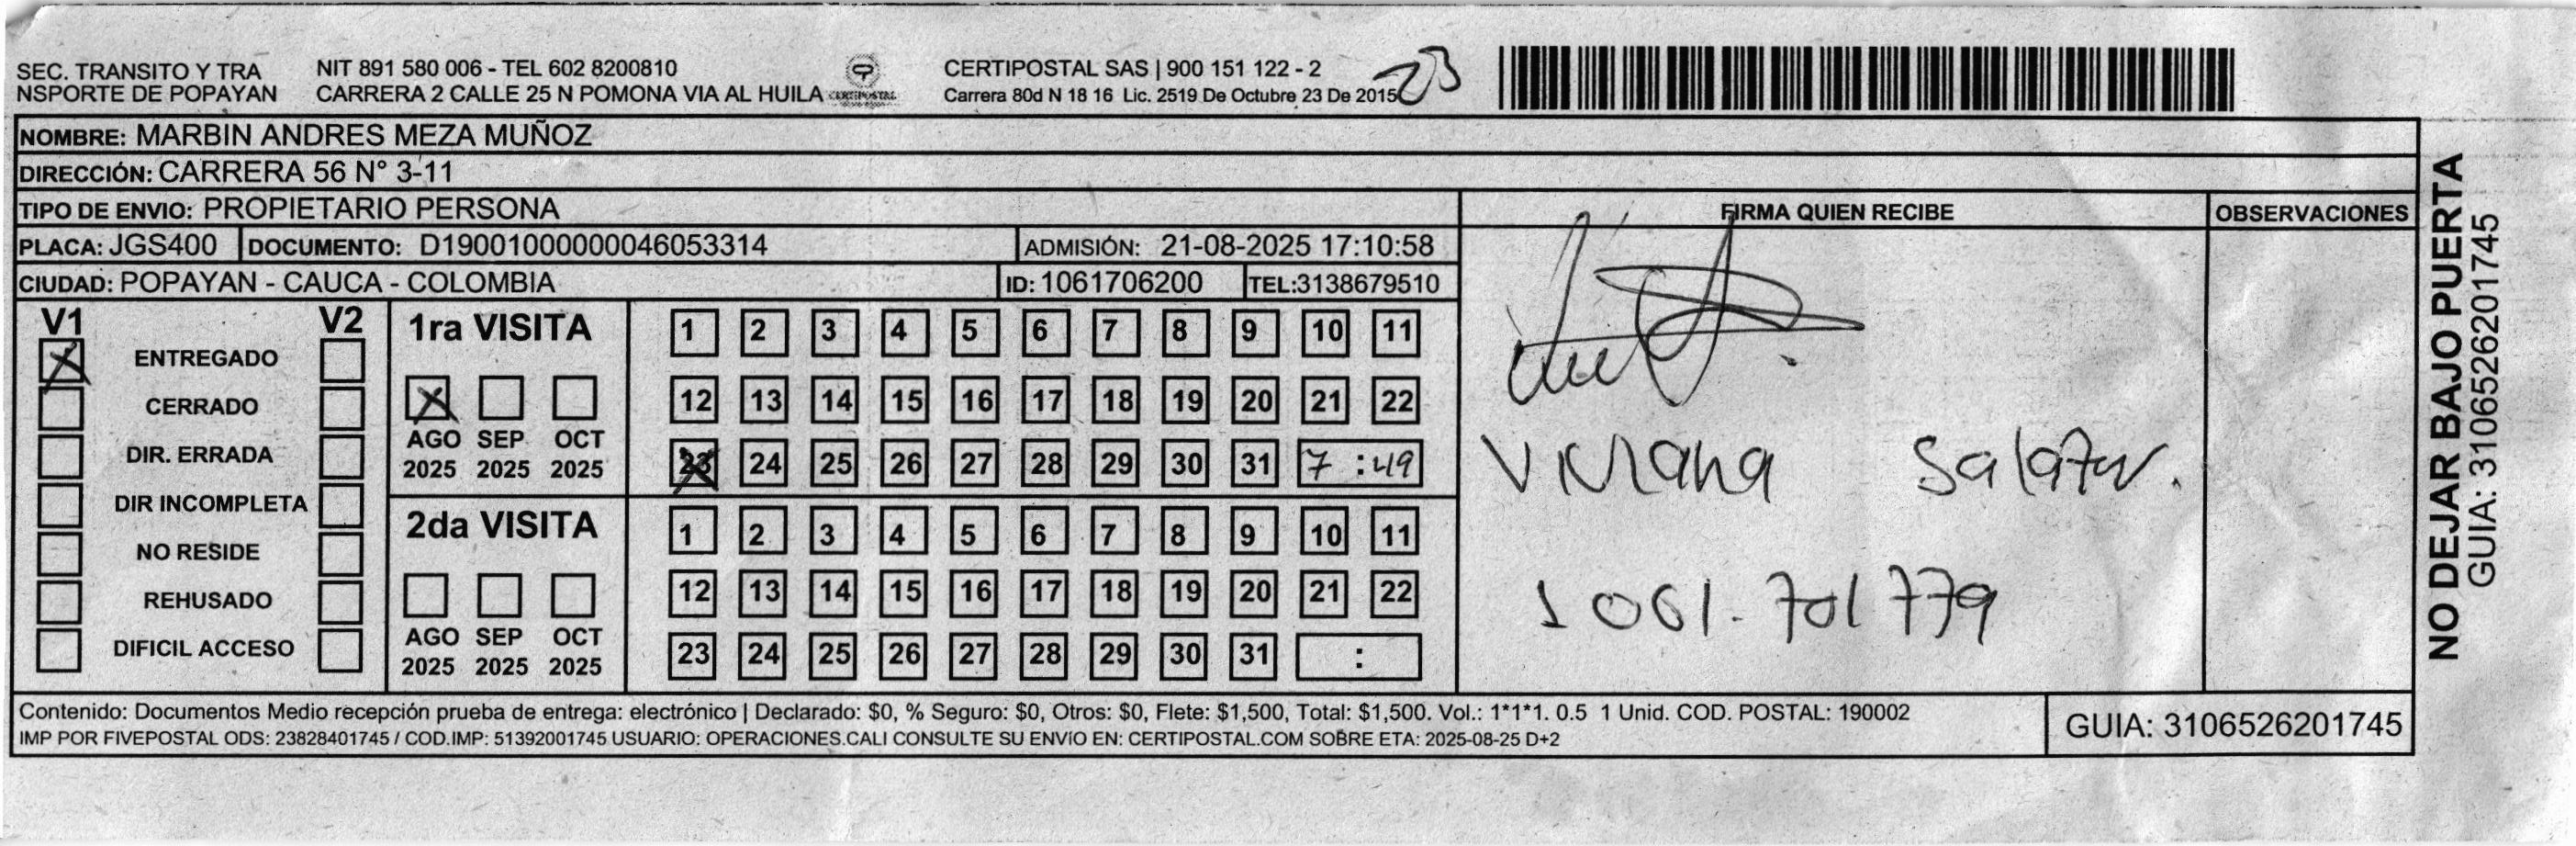 SEC. TRANSITO Y TRA
NSPORTE DE POPAYAN
NIT 891 580 006 - TEL 602 8200810
CARRERA 2 CALLE 25 N POMONA VIA AL HUILA
CERTIPOSTAL
CERTIPOSTAL SAS | 900 151 122 - 2
Carrera 80d N 18 16 Lic. 2519 De Octubre 23 De 2015
23
NOMBRE: MARBIN ANDRES MEZA MUÑOZ
DIRECCIÓN: CARRERA 56 N° 3-11
TIPO DE ENVIO: PROPIETARIO PERSONA
PLACA: JGS400 DOCUMENTO: D19001000000046053314 ADMISIÓN: 21-08-2025 17:10:58
CIUDAD: POPAYAN - CAUCA - COLOMBIA ID: 1061706200 TEL:3138679510
FIRMA QUIEN RECIBE
OBSERVACIONES
V1 V2
ENTREGADO
CERRADO
DIR. ERRADA
DIR INCOMPLETA
NO RESIDE
REHUSADO
DIFICIL ACCESO
1ra VISITA
AGO SEP OCT
2025 2025 2025
1 2 3 4 5 6 7 8 9 10 11
12 13 14 15 16 17 18 19 20 21 22
23 24 25 26 27 28 29 30 31 7 :49
2da VISITA
AGO SEP OCT
2025 2025 2025
1 2 3 4 5 6 7 8 9 10 11
12 13 14 15 16 17 18 19 20 21 22
23 24 25 26 27 28 29 30 31 :
Viviana Salazar.
1061.701779
Contenido: Documentos Medio recepción prueba de entrega: electrónico | Declarado: $0, % Seguro: $0, Otros: $0, Flete: $1,500, Total: $1,500. Vol.: 1*1*1. 0.5 1 Unid. COD. POSTAL: 190002
IMP POR FIVEPOSTAL ODS: 23828401745 / COD.IMP: 51392001745 USUARIO: OPERACIONES.CALI CONSULTE SU ENVIO EN: CERTIPOSTAL.COM SOBRE ETA: 2025-08-25 D+2
GUIA: 3106526201745
NO DEJAR BAJO PUERTA
GUIA: 3106526201745